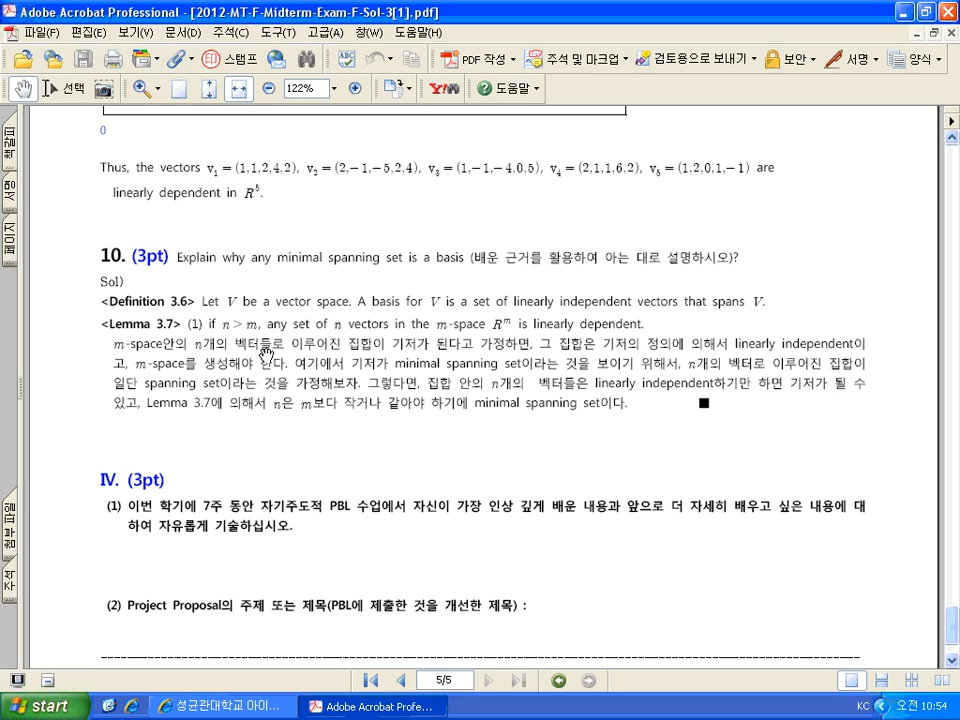 Adobe Acrobat Professional - [2012-MT-F-Midterm-Exam-F-Sol-3[1].pdf]
파일(F) 편집(E) 보기(V) 문서(D) 주석(C) 도구(T) 고급(A) 창(W) 도움말(H)
스탬프 PDF 작성 주석 및 마크업 검토용으로 보내기 보안 서명 양식
선택 122% Y! 도움말
책갈피
서명
페이지
첨부 파일
주석
0
Thus, the vectors v₁ = (1,1,2,4,2), v₂ = (2,−1,−5,2,4), v₃ = (1,−1,−4,0,5), v₄ = (2,1,1,6,2), v₅ = (1,2,0,1,−1) are
linearly dependent in R⁵.
10. (3pt) Explain why any minimal spanning set is a basis (배운 근거를 활용하여 아는 대로 설명하시오)?
Sol)
<Definition 3.6> Let V be a vector space. A basis for V is a set of linearly independent vectors that spans V.
<Lemma 3.7> (1) if n > m, any set of n vectors in the m-space Rᵐ is linearly dependent.
m-space안의 n개의 벡터들로 이루어진 집합이 기저가 된다고 가정하면, 그 집합은 기저의 정의에 의해서 linearly independent이
고, m-space를 생성해야 한다. 여기에서 기저가 minimal spanning set이라는 것을 보이기 위해서, n개의 벡터로 이루어진 집합이
일단 spanning set이라는 것을 가정해보자. 그렇다면, 집합 안의 n개의 벡터들은 linearly independent하기만 하면 기저가 될 수
있고, Lemma 3.7에 의해서 n은 m보다 작거나 같아야 하기에 minimal spanning set이다. ■
Ⅳ. (3pt)
(1) 이번 학기에 7주 동안 자기주도적 PBL 수업에서 자신이 가장 인상 깊게 배운 내용과 앞으로 더 자세히 배우고 싶은 내용에 대
하여 자유롭게 기술하십시오.
(2) Project Proposal의 주제 또는 제목(PBL에 제출한 것을 개선한 제목) :
5/5
start 성균관대학교 아이... Adobe Acrobat Profe... KC 오전 10:54